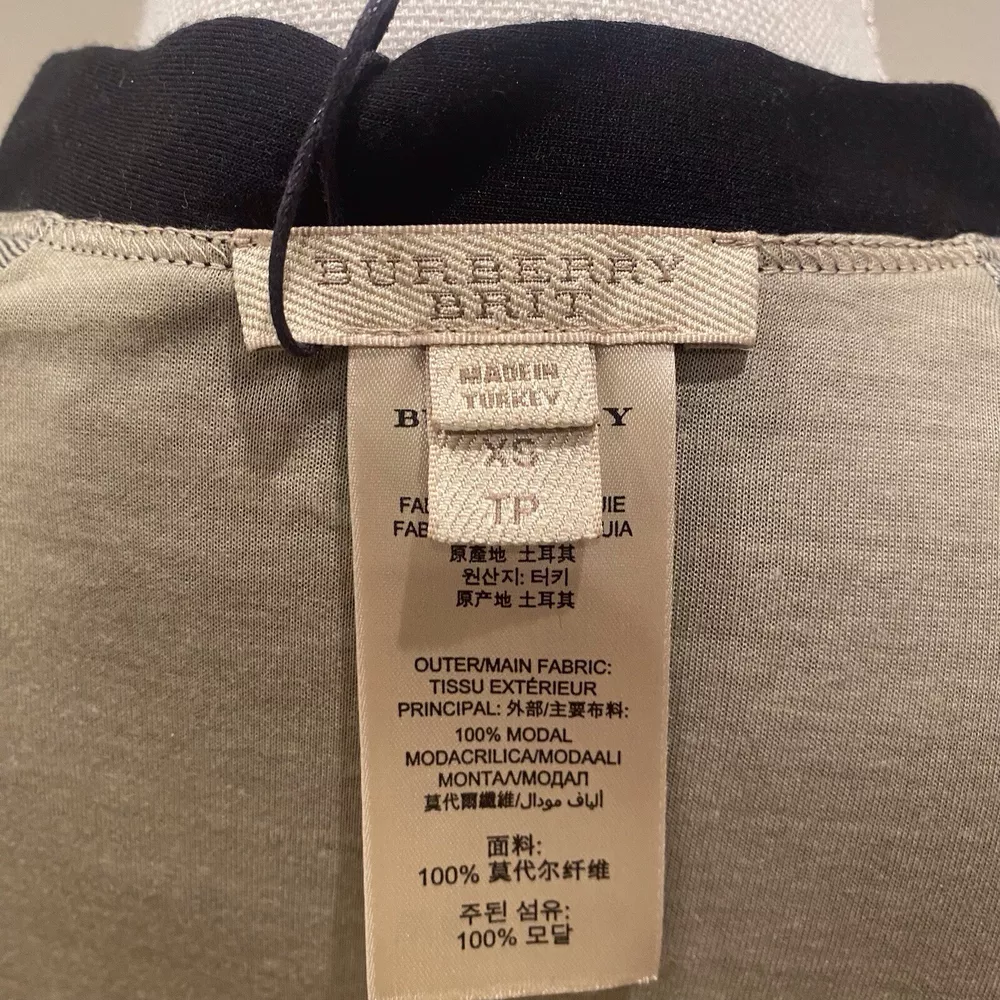 BURBERRY
BRIT
MADE IN
TURKEY
XS
TP
原產地 土耳其
원산지: 터키
原产地 土耳其
OUTER/MAIN FABRIC:
TISSU EXTÉRIEUR
PRINCIPAL: 外部/主要布料:
100% MODAL
MODACRILICA/MODAALI
ΜΟΝΤΑΛ/МОДАЛ
莫代爾纖維/ألياف مودال
面料:
100% 莫代尔纤维
주된 섬유:
100% 모달